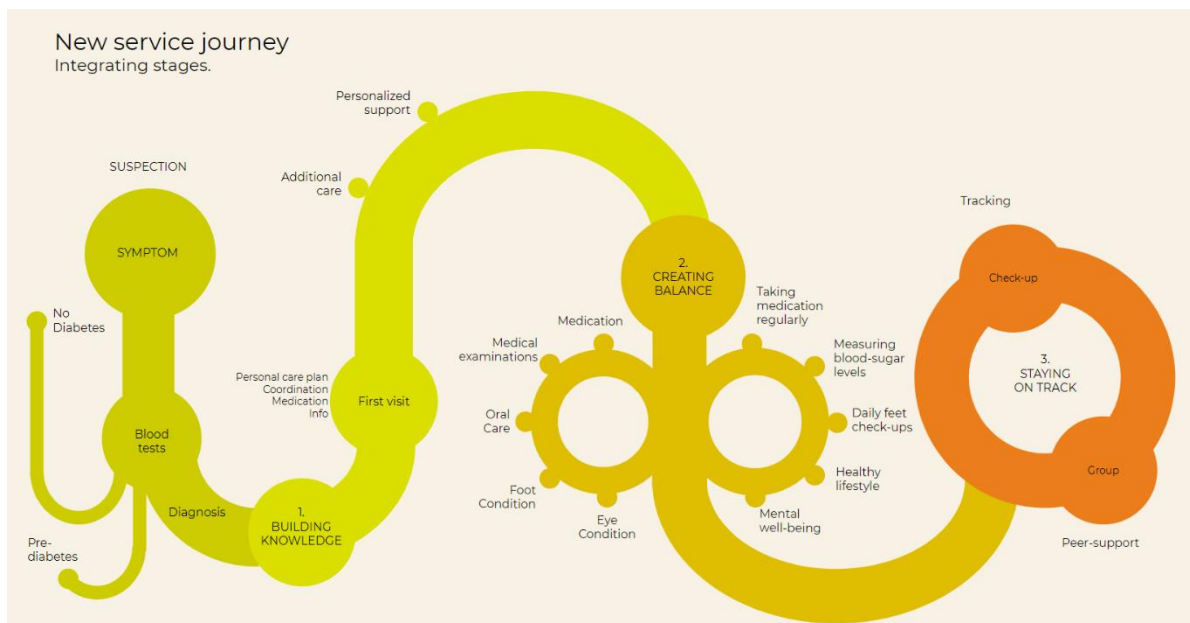 New service journey
Integrating stages.
SUSPECTION
SYMPTOM
No
Diabetes
Blood
tests
Pre-
diabetes
Diagnosis
1.
BUILDING
KNOWLEDGE
Personal care plan
Coordination
Medication
Info
First visit
Additional
care
Personalized
support
2.
CREATING
BALANCE
Medication
Medical
examinations
Oral
Care
Foot
Condition
Eye
Condition
Taking
medication
regularly
Measuring
blood-sugar
levels
Daily feet
check-ups
Healthy
lifestyle
Mental
well-being
Tracking
Check-up
3.
STAYING
ON TRACK
Group
Peer-support